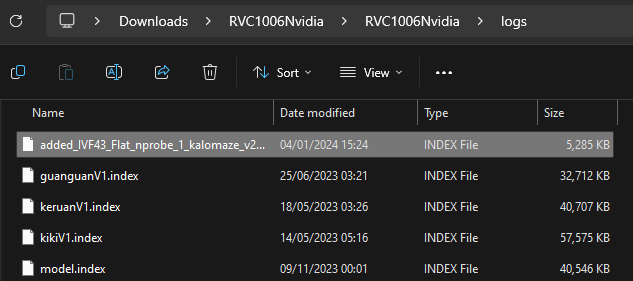 Downloads > RVC1006Nvidia > RVC1006Nvidia > logs
Sort View
Name Date modified Type Size
added_IVF43_Flat_nprobe_1_kalomaze_v2... 04/01/2024 15:24 INDEX File 5,285 KB
guanguanV1.index 25/06/2023 03:21 INDEX File 32,712 KB
keruanV1.index 18/05/2023 03:26 INDEX File 40,707 KB
kikiV1.index 14/05/2023 05:16 INDEX File 57,575 KB
model.index 09/11/2023 00:01 INDEX File 40,546 KB